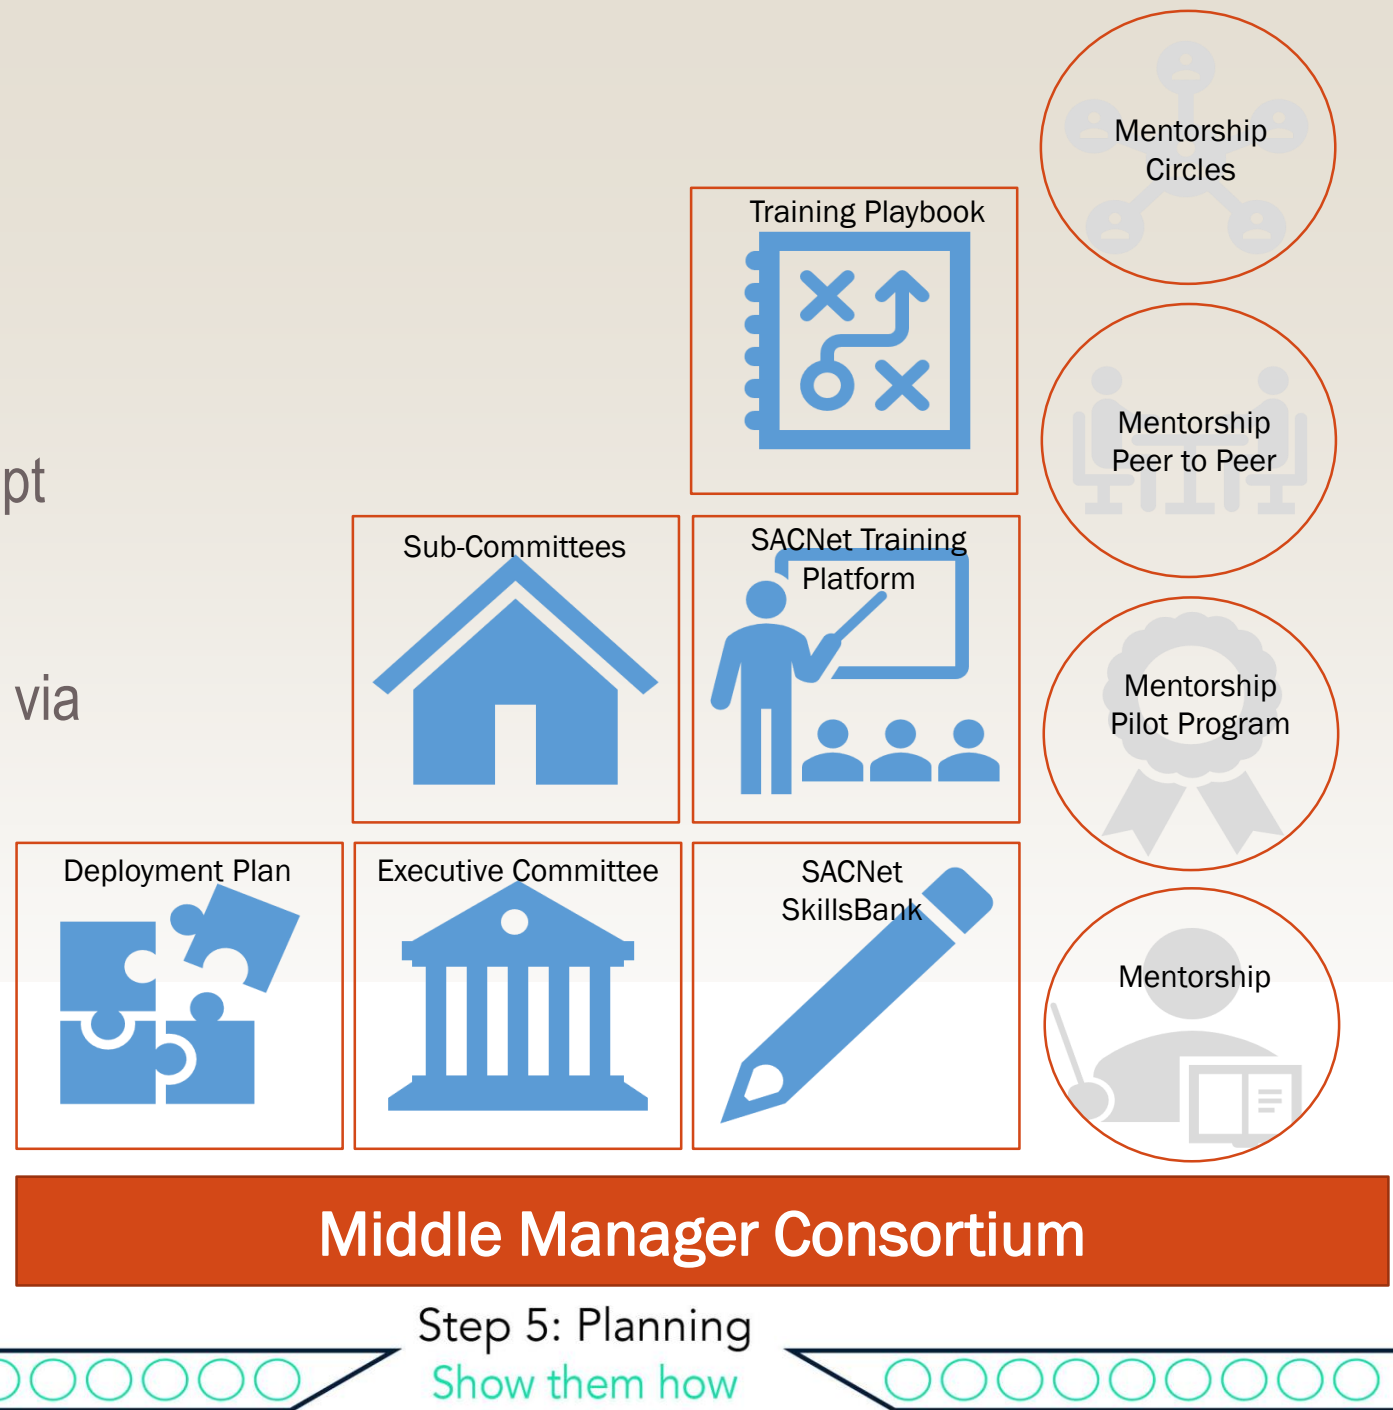 Mentorship
Circles
Training Playbook
Mentorship
Peer to Peer
pt
Sub-Committees
SACNet Training
Platform
via
Mentorship
Pilot Program
Deployment Plan
Executive Committee
SACNet
SkillsBank
Mentorship
Middle Manager Consortium
Step 5: Planning
Show them how